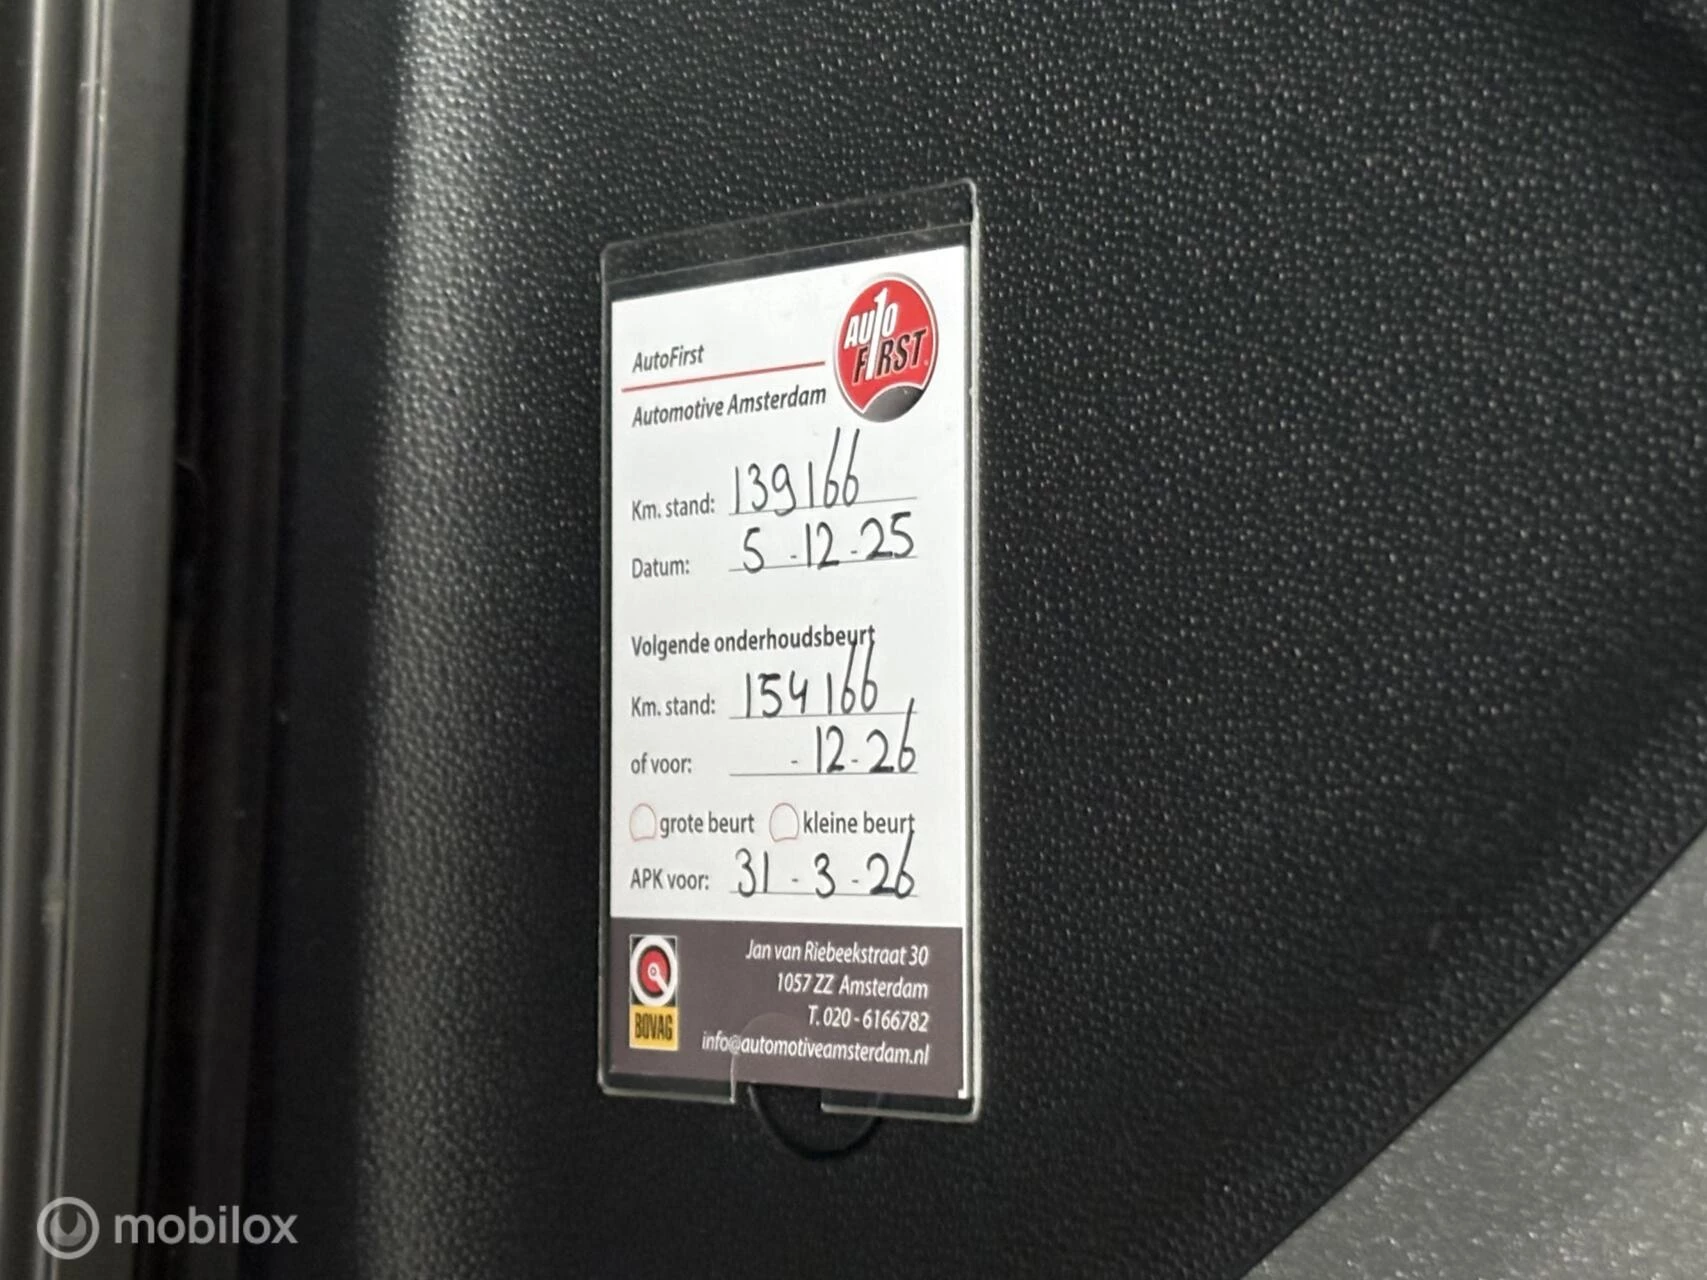 AUTO
FIRST
AutoFirst
Automotive Amsterdam
Km. stand: 139166
Datum: 5 - 12 - 25
Volgende onderhoudsbeurt
Km. stand: 154166
of voor: - 12 - 26
grote beurt kleine beurt
APK voor: 31 - 3 - 26
Jan van Riebeekstraat 30
1057 ZZ Amsterdam
T. 020 - 6166782
info@automotiveamsterdam.nl
BOVAG
mobilox